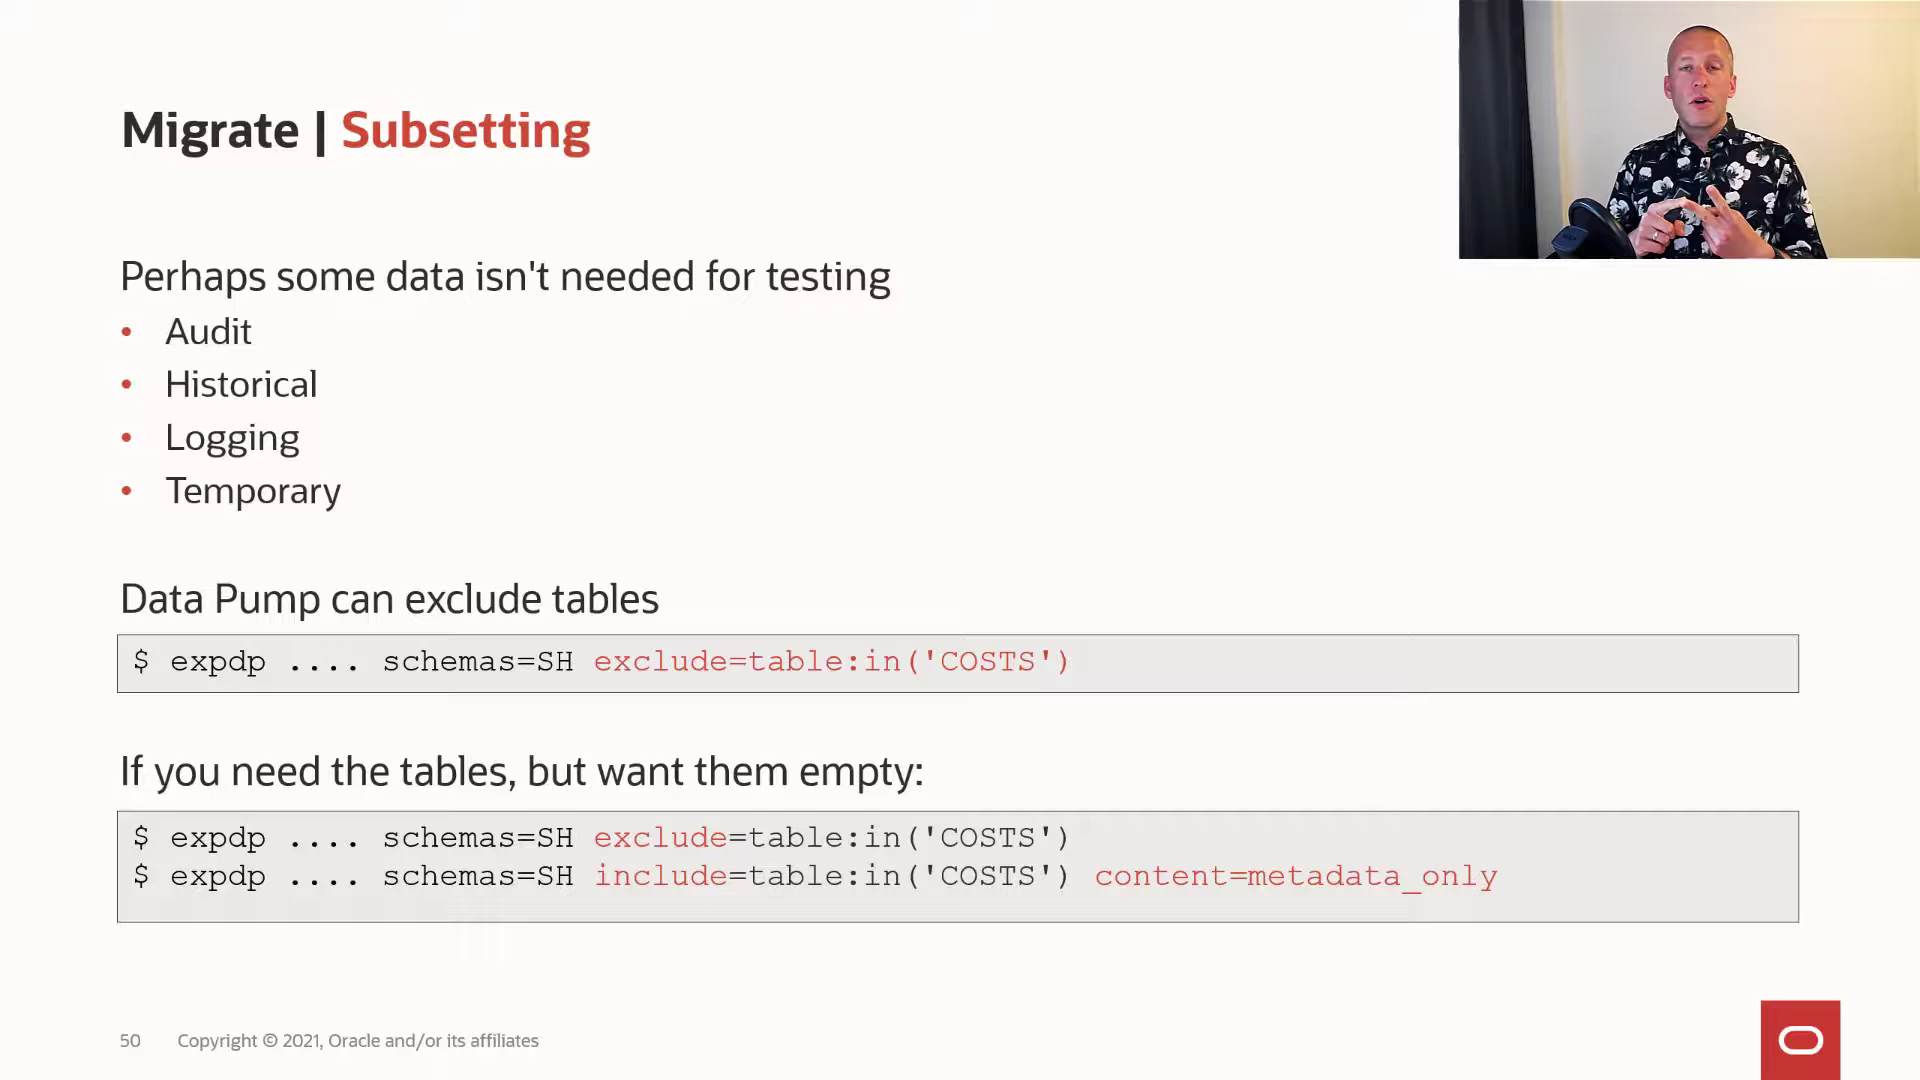 Migrate | Subsetting
Perhaps some data isn't needed for testing
• Audit
• Historical
• Logging
• Temporary
Data Pump can exclude tables
$ expdp .... schemas=SH exclude=table:in('COSTS')
If you need the tables, but want them empty:
$ expdp .... schemas=SH exclude=table:in('COSTS')
$ expdp .... schemas=SH include=table:in('COSTS') content=metadata_only
50 Copyright © 2021, Oracle and/or its affiliates